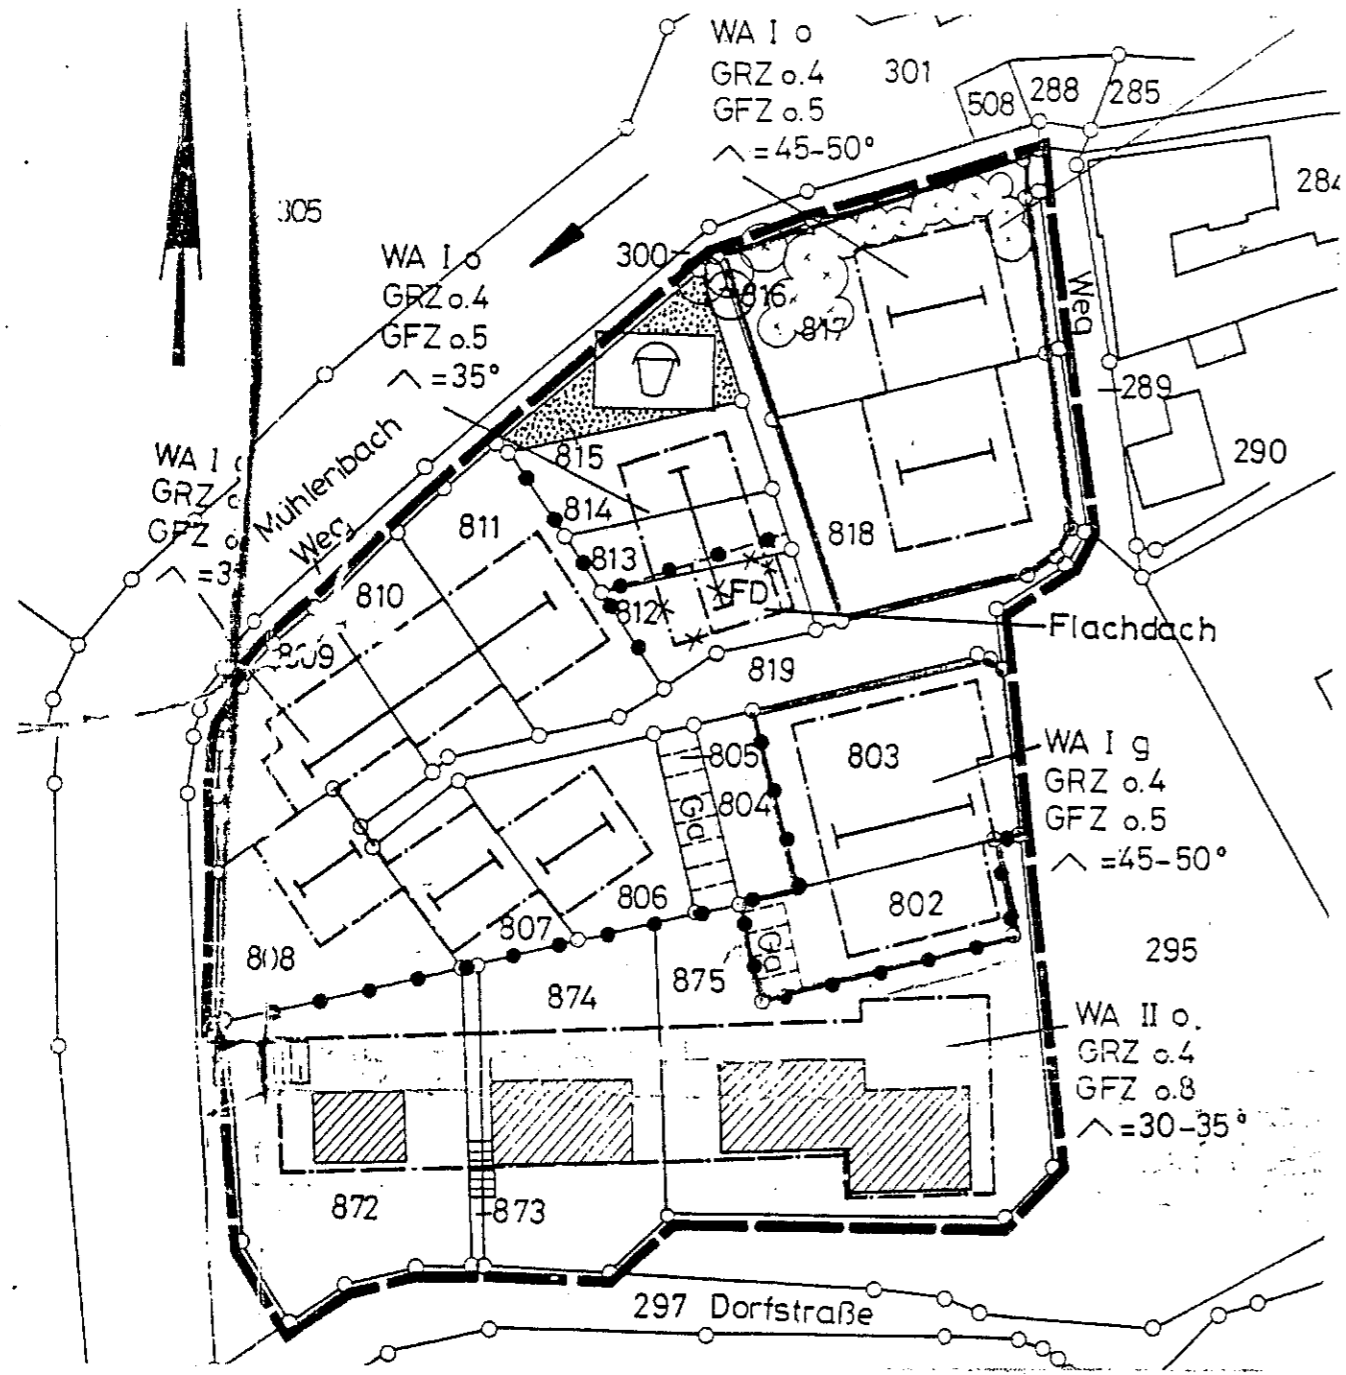 WA I o
GRZ o.4
GFZ o.5
=45-50°
301
508
288
285
284
305
WA I o
GRZ o.4
GFZ o.5
=35°
300
816
817
Weg
289
290
WA I
GRZ
GFZ
Mühlenbach
Weg
815
814
813
812
811
810
809
818
FD
Flachdach
819
805
804
803
Ga
WA I g
GRZ o.4
GFZ o.5
=45-50°
806
807
808
802
Ga
295
874
875
WA II o.
GRZ o.4
GFZ o.8
=30-35°
872
873
297 Dorfstraße